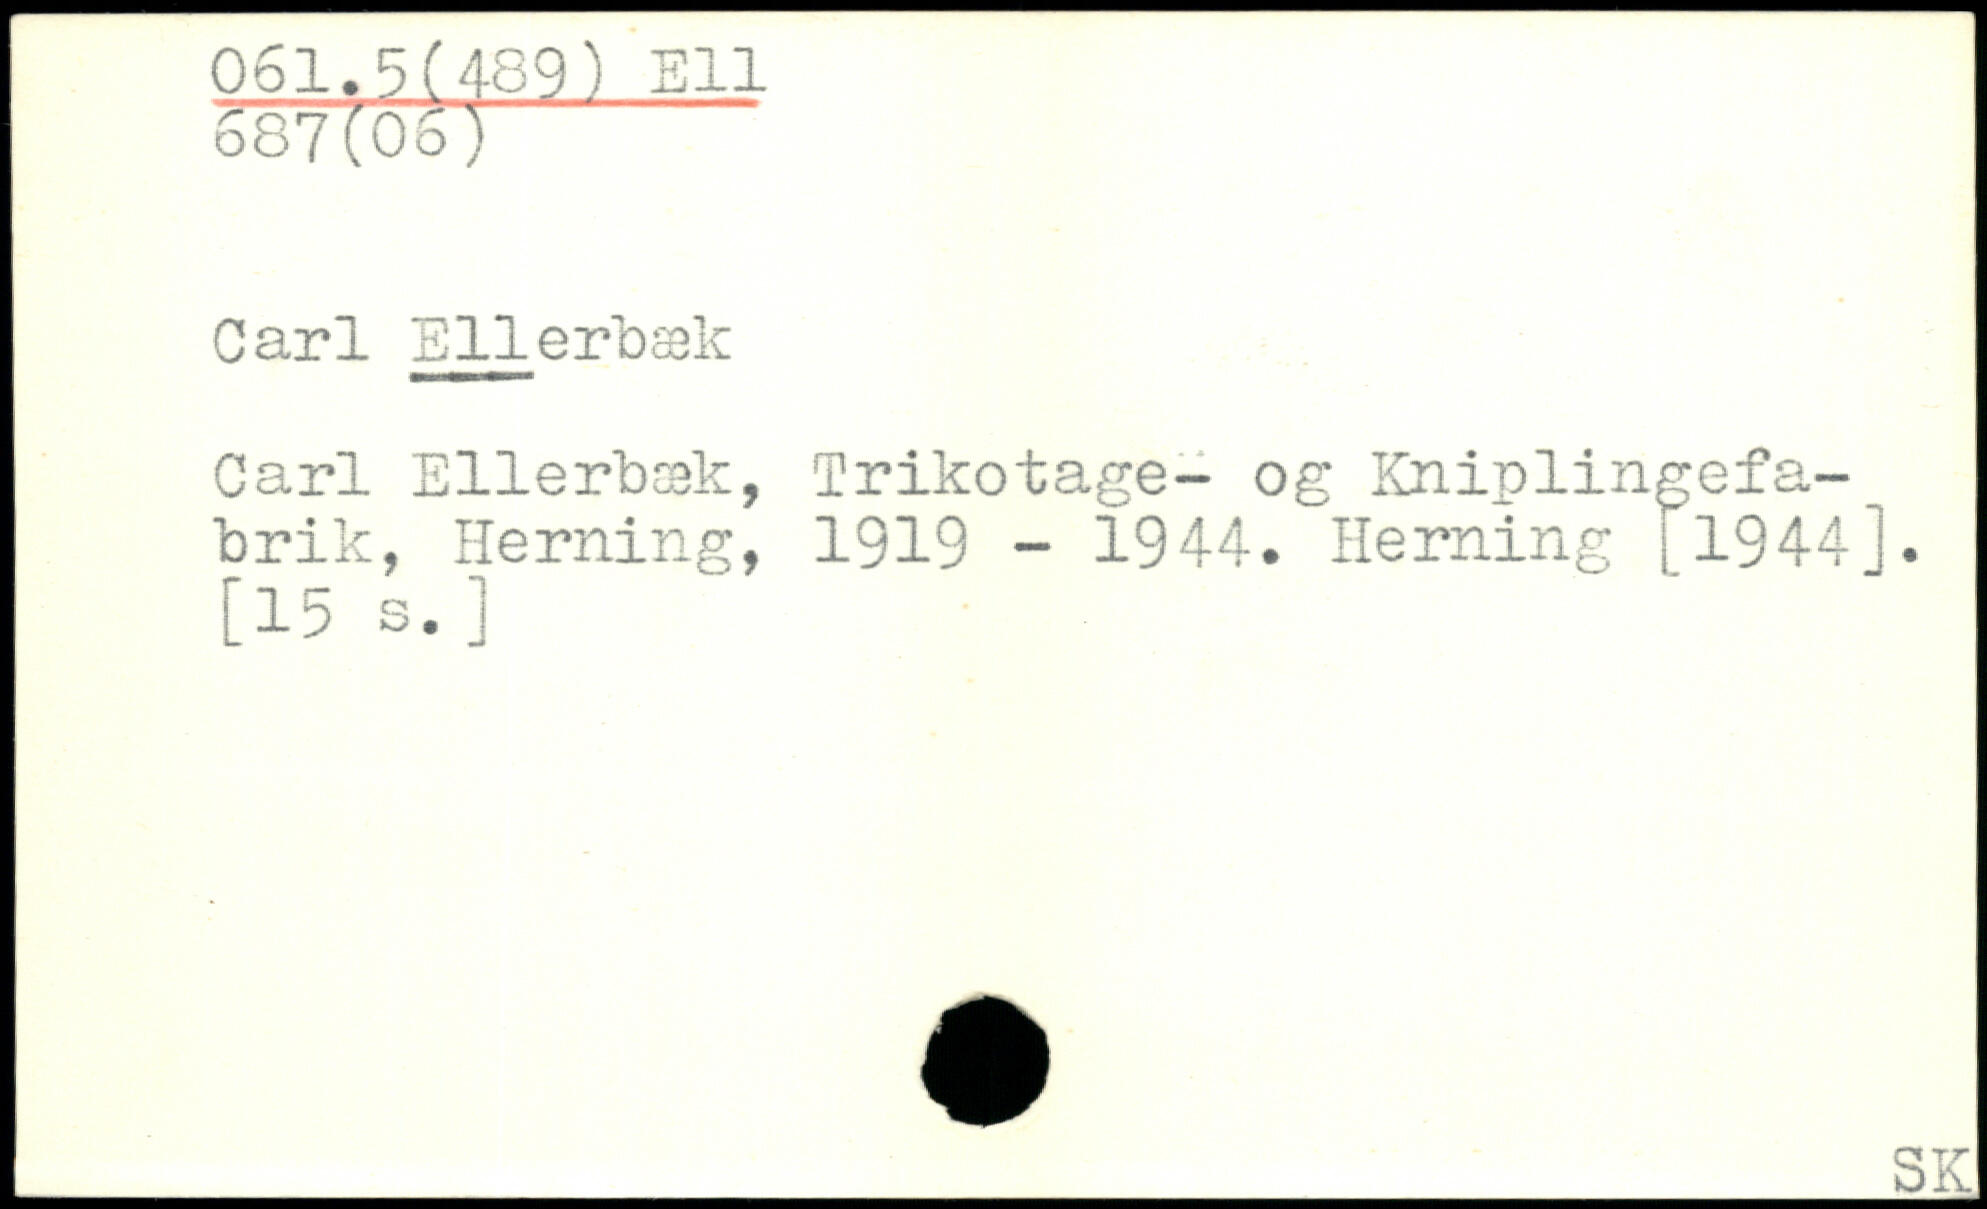 061.5(489) Ell
687(06)
Carl Ellerbæk
Carl Ellerbæk, Trikotage- og Kniplingefa-
brik, Herning, 1919 - 1944. Herning [1944].
[15 s.]
SK